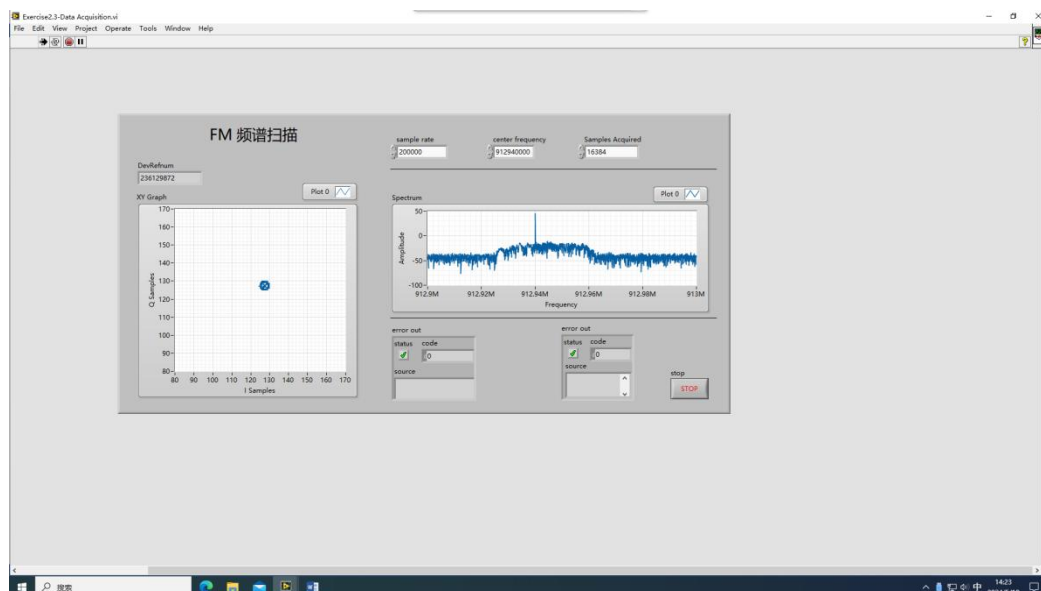 Exercise2.3-Data Acquisition.vi
File Edit View Project Operate Tools Window Help
FM 频谱扫描
sample rate center frequency Samples Acquired
200000 912940000 16384
DevRefnum
236129872
XY Graph Plot 0
170
160
150
140
130
120
110
100
90
80
Q Samples
80 90 100 110 120 130 140 150 160 170
I Samples
Spectrum Plot 0
50
0
-50
-100
Amplitude
912.9M 912.92M 912.94M 912.96M 912.98M 913M
Frequency
error out
status code
0
source
error out
status code
0
source
stop
STOP
搜索
中 14:23